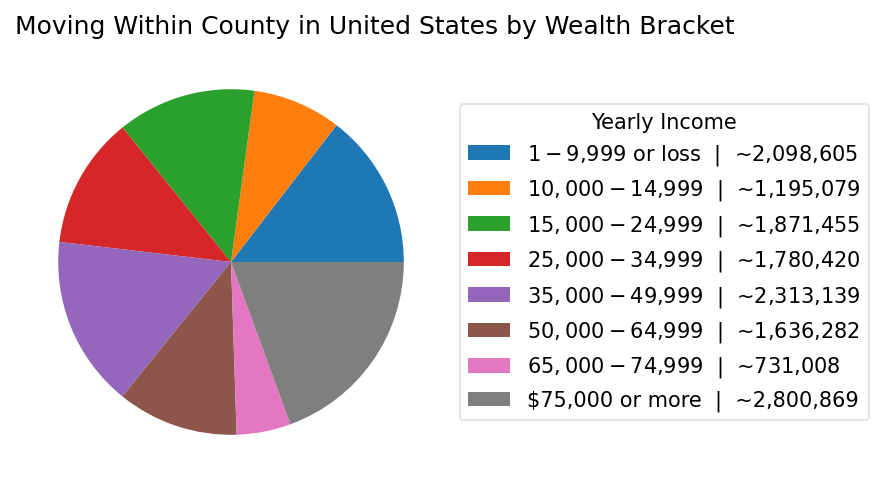 Moving Within County in United States by Wealth Bracket
Yearly Income
1 − 9,999 or loss | ~2,098,605
10, 000 − 14,999 | ~1,195,079
15, 000 − 24,999 | ~1,871,455
25, 000 − 34,999 | ~1,780,420
35, 000 − 49,999 | ~2,313,139
50, 000 − 64,999 | ~1,636,282
65, 000 − 74,999 | ~731,008
$75,000 or more | ~2,800,869